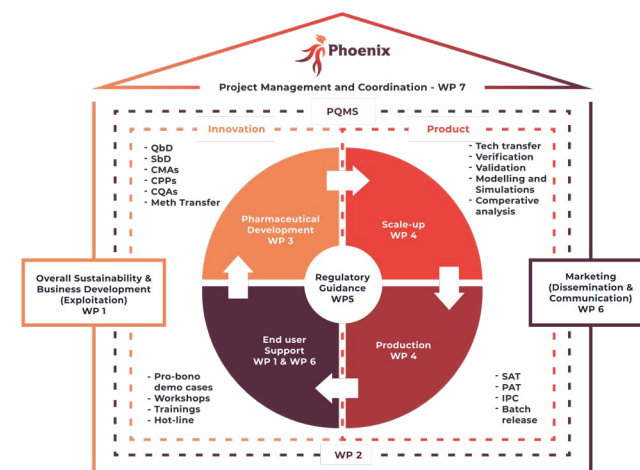 Phoenix
Project Management and Coordination - WP 7
PQMS
Innovation
Product
- QbD
- SbD
- CMAs
- CPPs
- CQAs
- Meth Transfer
- Tech transfer
- Verification
- Validation
- Modelling and
Simulations
- Comperative
analysis
Pharmaceutical
Development
WP 3
Scale-up
WP 4
Overall Sustainability &
Business Development
(Exploitation)
WP 1
Regulatory
Guidance
WP5
Marketing
(Dissemination &
Communication)
WP 6
End user
Support
WP 1 & WP 6
Production
WP 4
- Pro-bono
demo cases
- Workshops
- Trainings
- Hot-line
- SAT
- PAT
- IPC
- Batch
release
WP 2